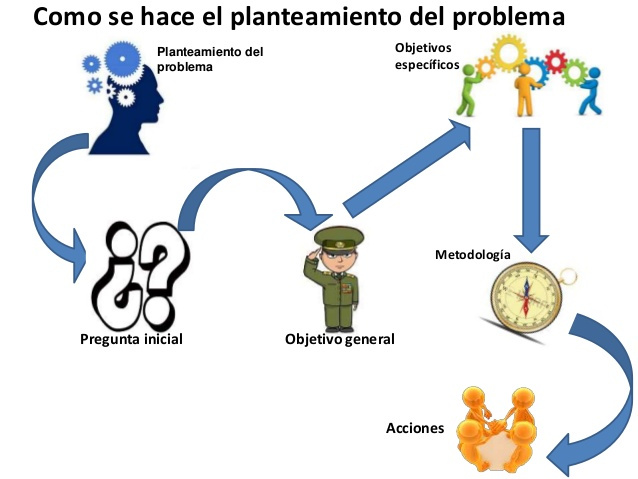 Como se hace el planteamiento del problema
Planteamiento del
problema
Objetivos
específicos
¿?
Pregunta inicial
Objetivo general
Metodología
Acciones